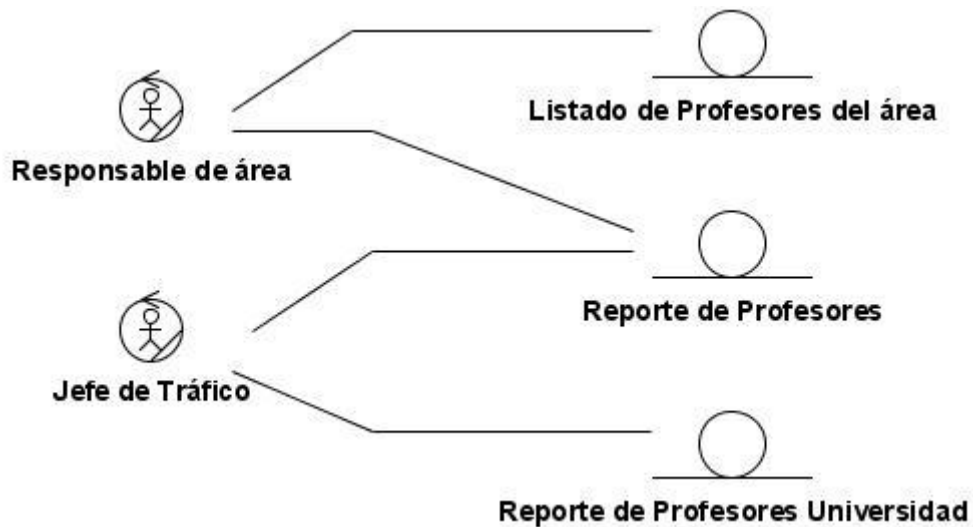 Listado de Profesores del área
Responsable de área
Reporte de Profesores
Jefe de Tráfico
Reporte de Profesores Universidad